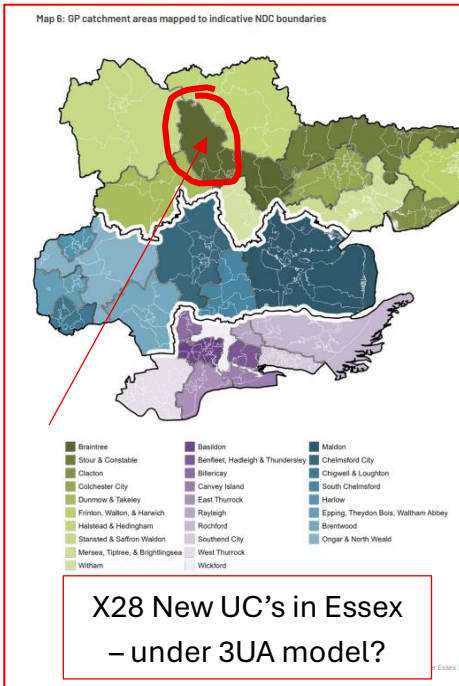 Map 6: GP catchment areas mapped to indicative NDC boundaries
Braintree
Stour & Constable
Clacton
Colchester City
Dunmow & Takeley
Frinton, Walton, & Harwich
Halstead & Hedingham
Stansted & Saffron Waldon
Mersea, Tiptree, & Brightlingsea
Witham
Basildon
Benfleet, Hadleigh & Thundersley
Billericay
Canvey Island
East Thurrock
Rayleigh
Rochford
Southend City
West Thurrock
Wickford
Maldon
Chelmsford City
Chigwell & Loughton
South Chelmsford
Harlow
Epping, Theydon Bois, Waltham Abbey
Brentwood
Ongar & North Weald
X28 New UC's in Essex
– under 3UA model?
er Essex